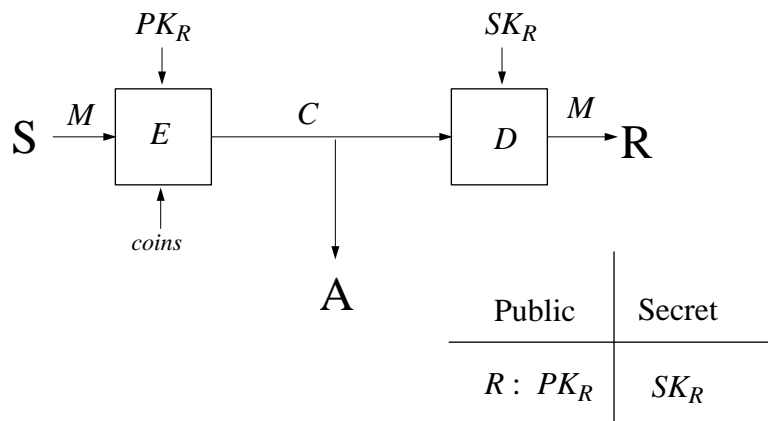 PK_R SK_R
M C M
S E D R
coins
A
Public Secret
R : PK_R SK_R